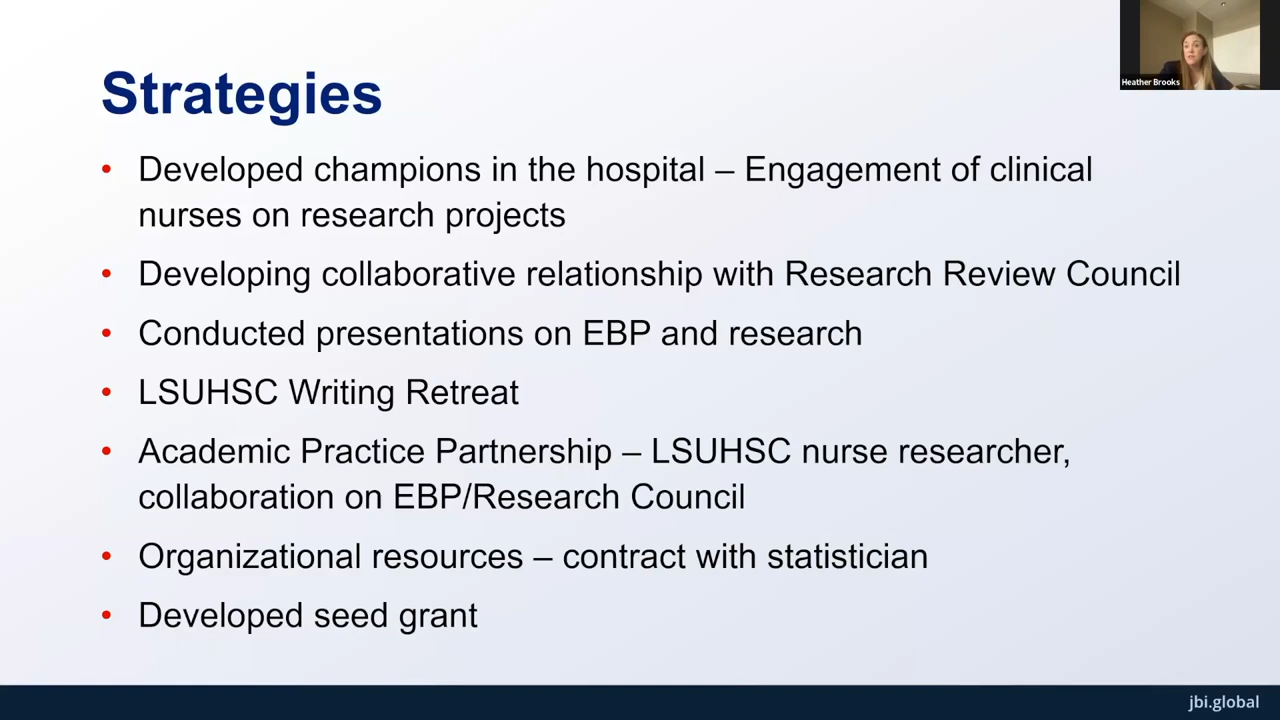 Strategies
Heather Brooks
• Developed champions in the hospital – Engagement of clinical
nurses on research projects
• Developing collaborative relationship with Research Review Council
• Conducted presentations on EBP and research
• LSUHSC Writing Retreat
• Academic Practice Partnership – LSUHSC nurse researcher,
collaboration on EBP/Research Council
• Organizational resources – contract with statistician
• Developed seed grant
jbi.global